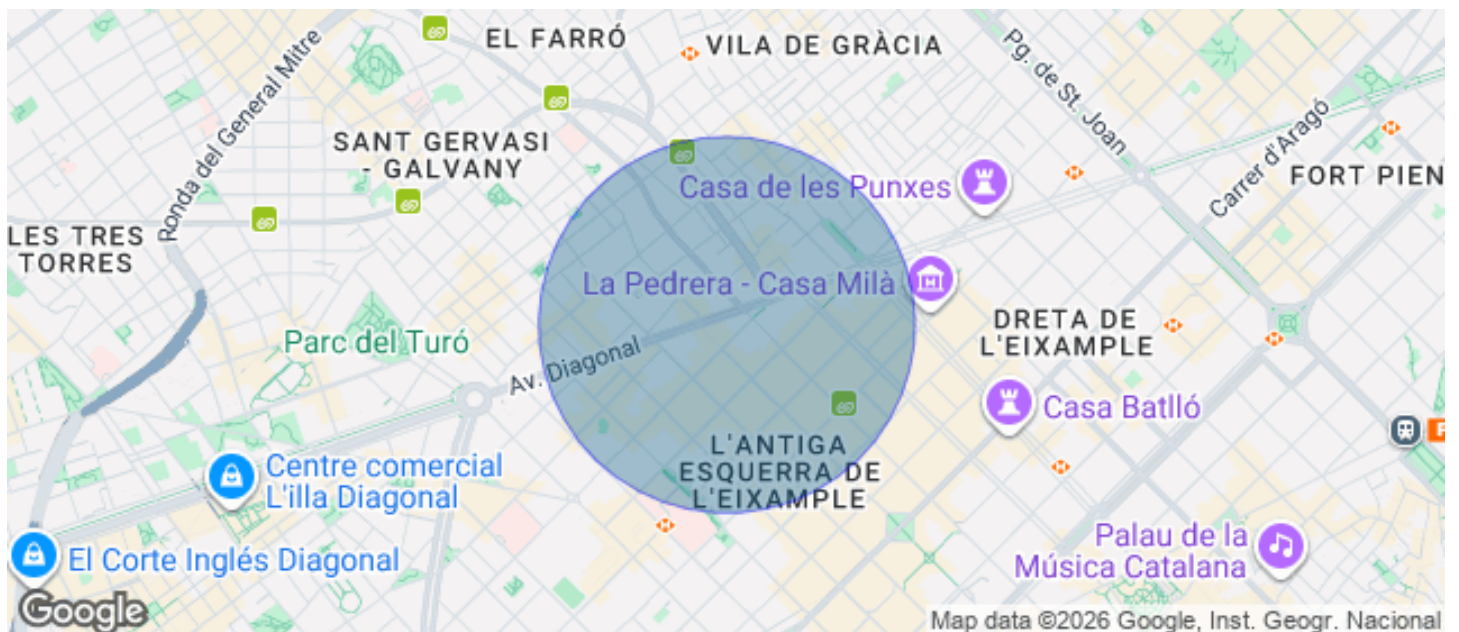 EL FARRÓ
VILA DE GRÀCIA
Ronda del General Mitre
Pg. de St. Joan
Carrer d'Aragó
SANT GERVASI
- GALVANY
Casa de les Punxes
FORT PIEN
LES TRES
TORRES
La Pedrera - Casa Milà
DRETA DE
L'EIXAMPLE
Parc del Turó
Av. Diagonal
Casa Batlló
F
L'ANTIGA
ESQUERRA DE
L'EIXAMPLE
Centre comercial
L'illa Diagonal
El Corte Inglés Diagonal
Palau de la
Música Catalana
Google
Map data ©2026 Google, Inst. Geogr. Nacional